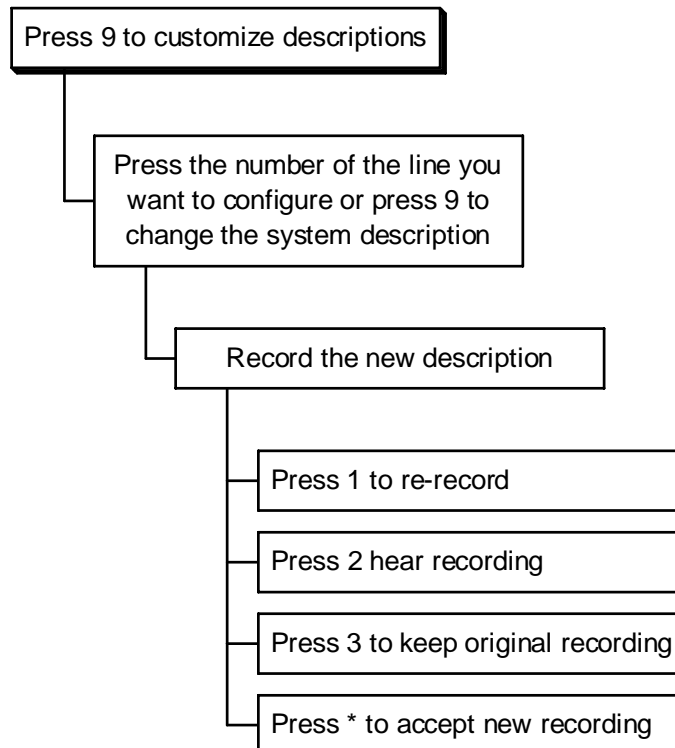 Press 9 to customize descriptions
Press the number of the line you
want to configure or press 9 to
change the system description
Record the new description
Press 1 to re-record
Press 2 hear recording
Press 3 to keep original recording
Press * to accept new recording